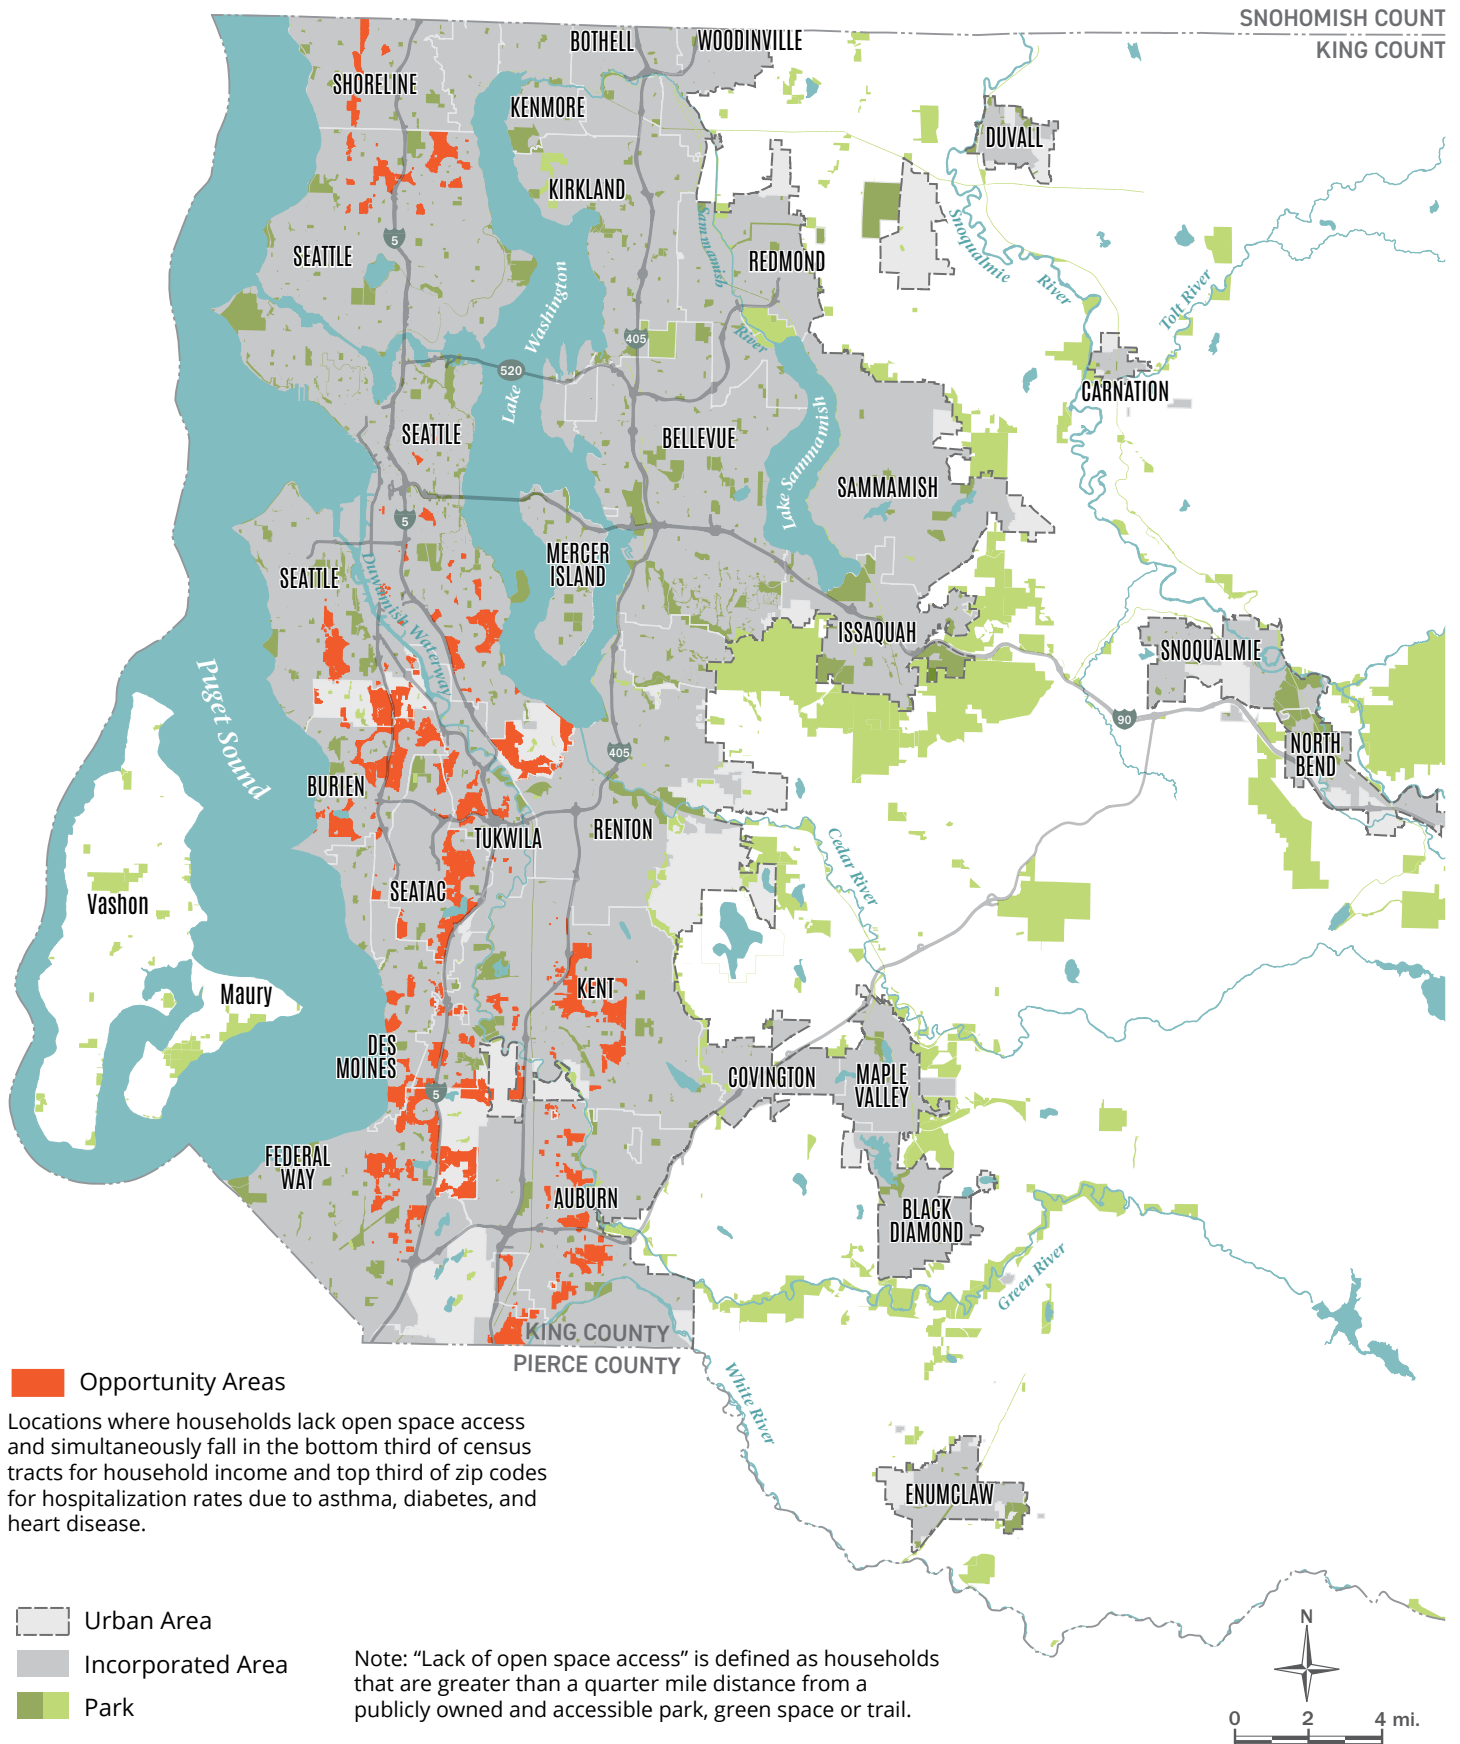 SNOHOMISH COUNT
KING COUNT
BOTHELL
WOODINVILLE
SHORELINE
KENMORE
DUVALL
KIRKLAND
Sammamish
River
Snoqualmie
River
5
SEATTLE
REDMOND
Tolt River
Lake
Washington
405
520
CARNATION
SEATTLE
BELLEVUE
Lake Sammamish
SAMMAMISH
5
SEATTLE
MERCER
ISLAND
Duwamish Waterway
ISSAQUAH
SNOQUALMIE
Puget Sound
90
405
NORTH
BEND
BURIEN
TUKWILA
RENTON
Cedar River
SEATAC
Vashon
Maury
KENT
DES
MOINES
COVINGTON
MAPLE
VALLEY
5
FEDERAL
WAY
AUBURN
BLACK
DIAMOND
Green River
KING COUNTY
PIERCE COUNTY
White River
ENUMCLAW
Opportunity Areas
Locations where households lack open space access
and simultaneously fall in the bottom third of census
tracts for household income and top third of zip codes
for hospitalization rates due to asthma, diabetes, and
heart disease.
Urban Area
Incorporated Area
Park
Note: “Lack of open space access” is defined as households
that are greater than a quarter mile distance from a
publicly owned and accessible park, green space or trail.
N
0 2 4 mi.